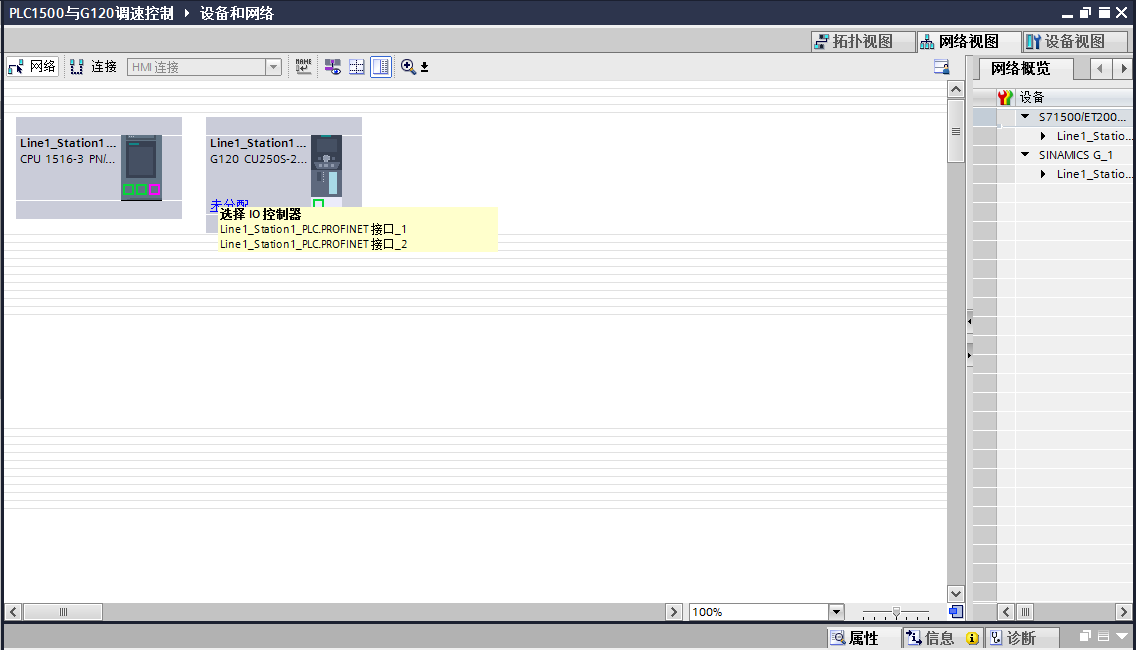 PLC1500与G120调速控制 ▸ 设备和网络
拓扑视图 网络视图 设备视图
网络 连接 HMI 连接
网络概览
设备
Line1_Station1 ...
CPU 1516-3 PN/...
Line1_Station1 ...
G120 CU250S-2...
未分配
选择 IO 控制器
Line1_Station1_PLC.PROFINET 接口_1
Line1_Station1_PLC.PROFINET 接口_2
S71500/ET200...
Line1_Statio...
SINAMICS G_1
Line1_Statio...
100%
属性 信息 诊断